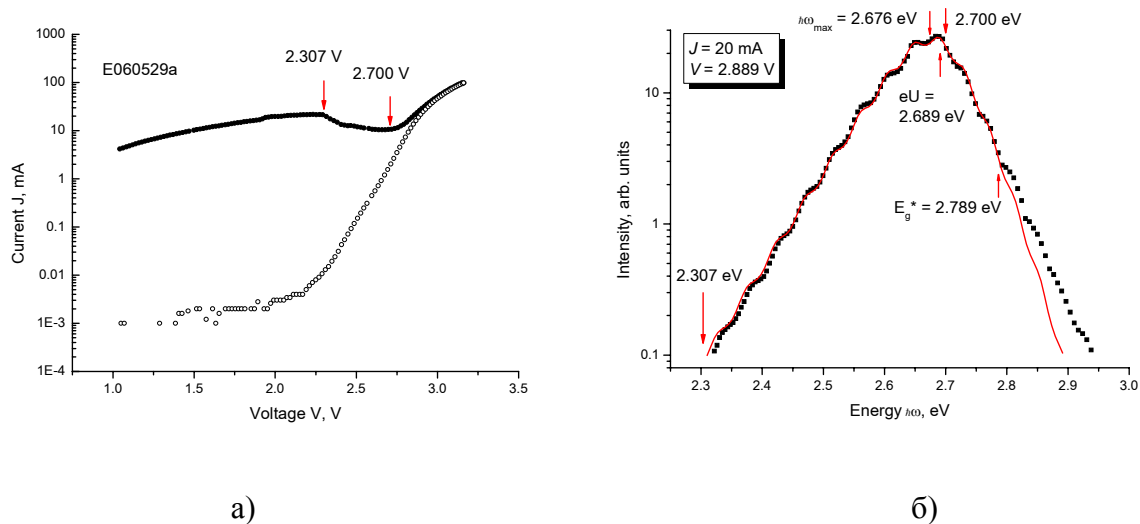 1000
100
10
1
0.1
0.01
1E-3
1E-4
Current J, mA
E060529a
2.307 V
2.700 V
1.0
1.5
2.0
2.5
3.0
3.5
Voltage V, V
а)
ħω_max = 2.676 eV
2.700 eV
J = 20 mA
V = 2.889 V
eU =
2.689 eV
E_g* = 2.789 eV
2.307 eV
10
1
0.1
Intensity, arb. units
2.3
2.4
2.5
2.6
2.7
2.8
2.9
3.0
Energy ħω, eV
б)